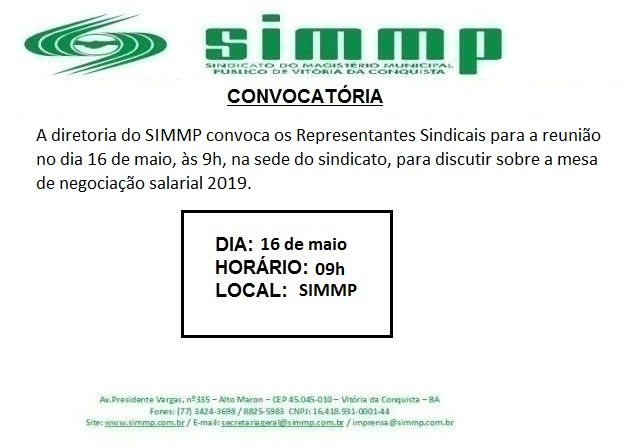 simmp
SINDICATO DO MAGISTÉRIO MUNICIPAL
PÚBLICO DE VITÓRIA DA CONQUISTA
CONVOCATÓRIA
A diretoria do SIMMP convoca os Representantes Sindicais para a reunião
no dia 16 de maio, às 9h, na sede do sindicato, para discutir sobre a mesa
de negociação salarial 2019.
DIA: 16 de maio
HORÁRIO: 09h
LOCAL: SIMMP
Av.Presidente Vargas, nº335 – Alto Maron – CEP 45.045-010 – Vitória da Conquista – BA
Fones: (77) 3424-3698 / 8825-5983 CNPJ: 16.418.931-0001-44
Site: www.simmp.com.br / E-mail: secretariageral@simmp.com.br / imprensa@simmp.com.br